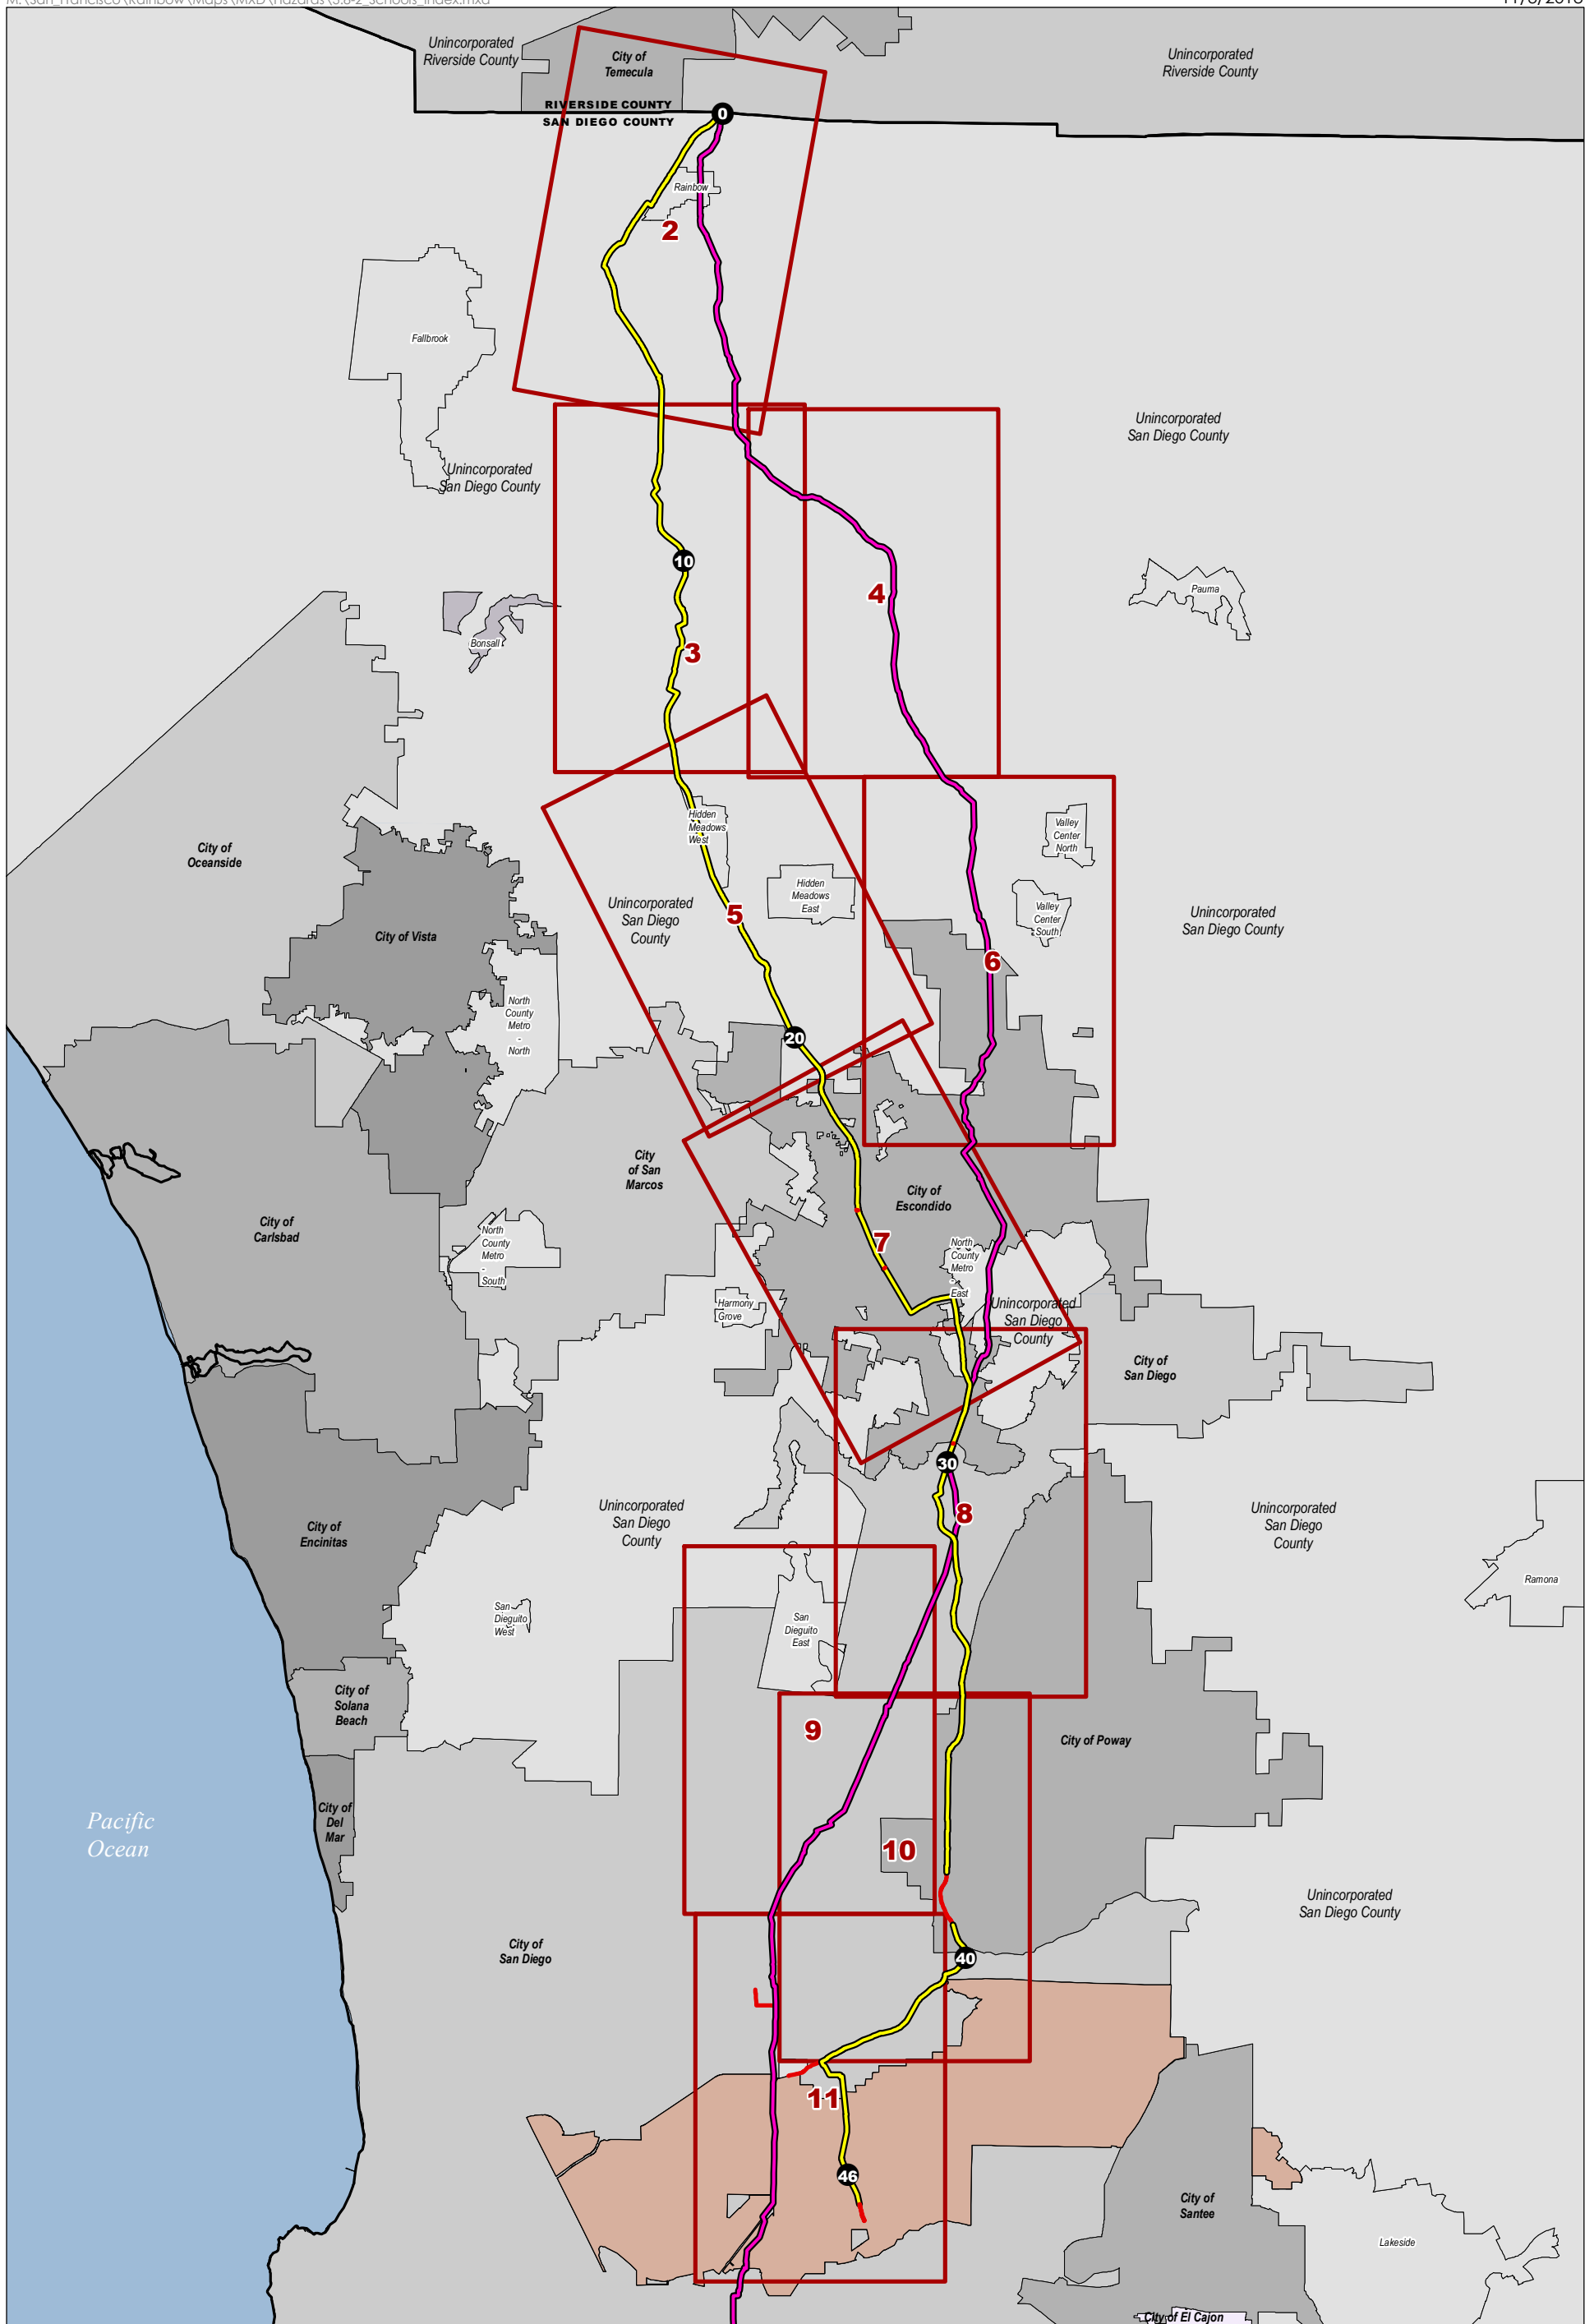 Unincorporated
Riverside County
City of
Temecula
Unincorporated
Riverside County
RIVERSIDE COUNTY
SAN DIEGO COUNTY
0
Rainbow
2
Fallbrook
Unincorporated
San Diego County
Unincorporated
San Diego County
10
4
Pauma
Bonsall
3
City of
Oceanside
Hidden
Meadows
West
Valley
Center
North
Hidden
Meadows
East
Unincorporated
San Diego
County
5
Valley
Center
South
Unincorporated
San Diego County
City of Vista
6
North
County
Metro
-
North
20
City
of San
Marcos
City of
Escondido
City of
Carlsbad
North
County
Metro
-
South
7
North
County
Metro
-
East
Harmony
Grove
Unincorporated
San Diego
County
City of
San Diego
30
8
Unincorporated
San Diego
County
Unincorporated
San Diego
County
City of
Encinitas
Ramona
San
Dieguito
West
San
Dieguito
East
City of
Solana
Beach
9
City of Poway
Pacific
Ocean
City of
Del
Mar
10
Unincorporated
San Diego County
City of
San Diego
40
11
46
City of
Santee
Lakeside
City of El Cajon